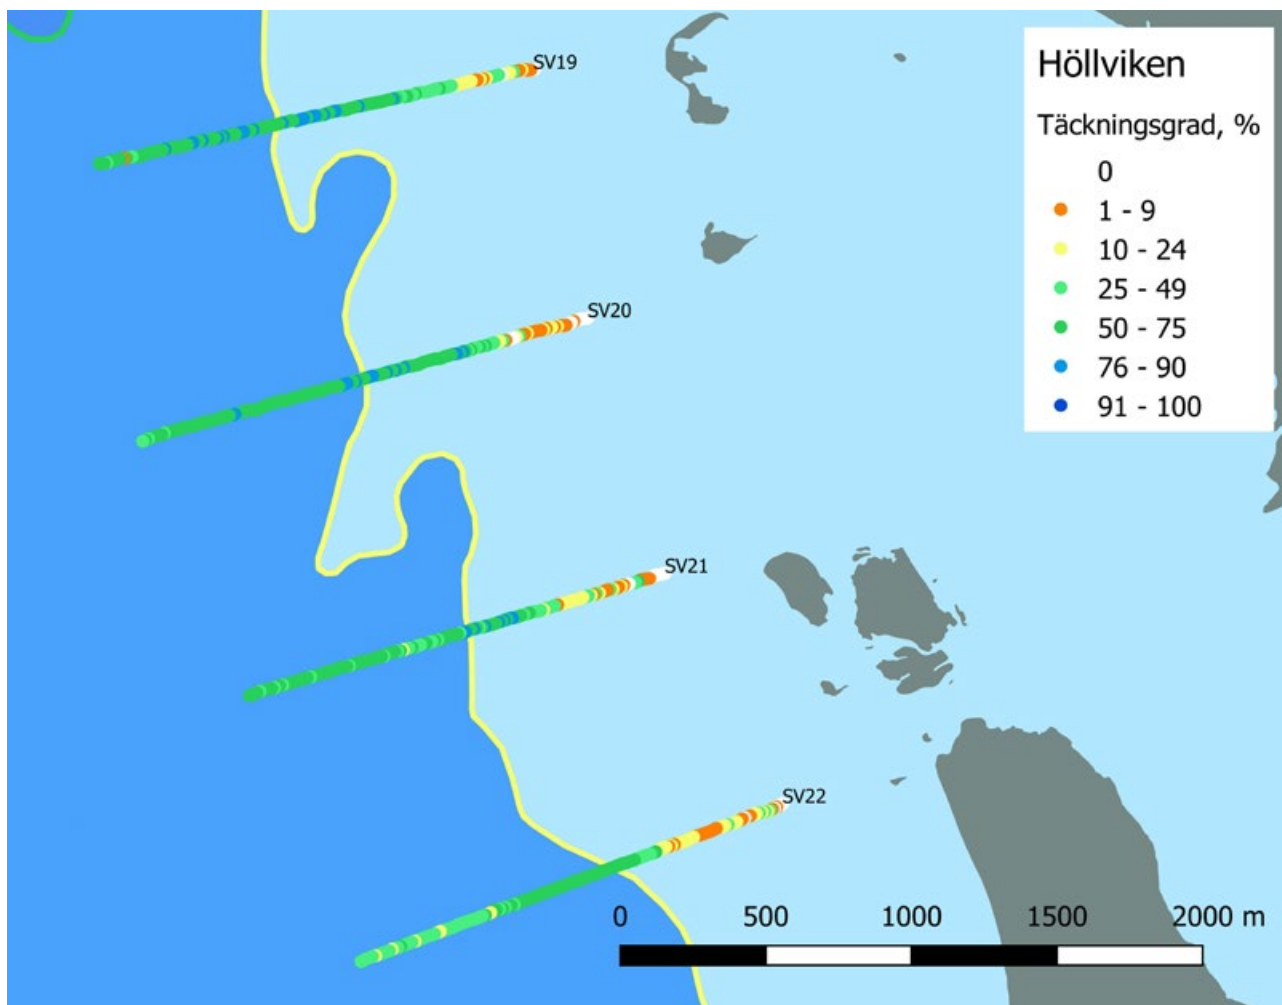 SV19
Höllviken
Täckningsgrad, %
0
1 - 9
10 - 24
25 - 49
50 - 75
76 - 90
91 - 100
SV20
SV21
SV22
0 500 1000 1500 2000 m